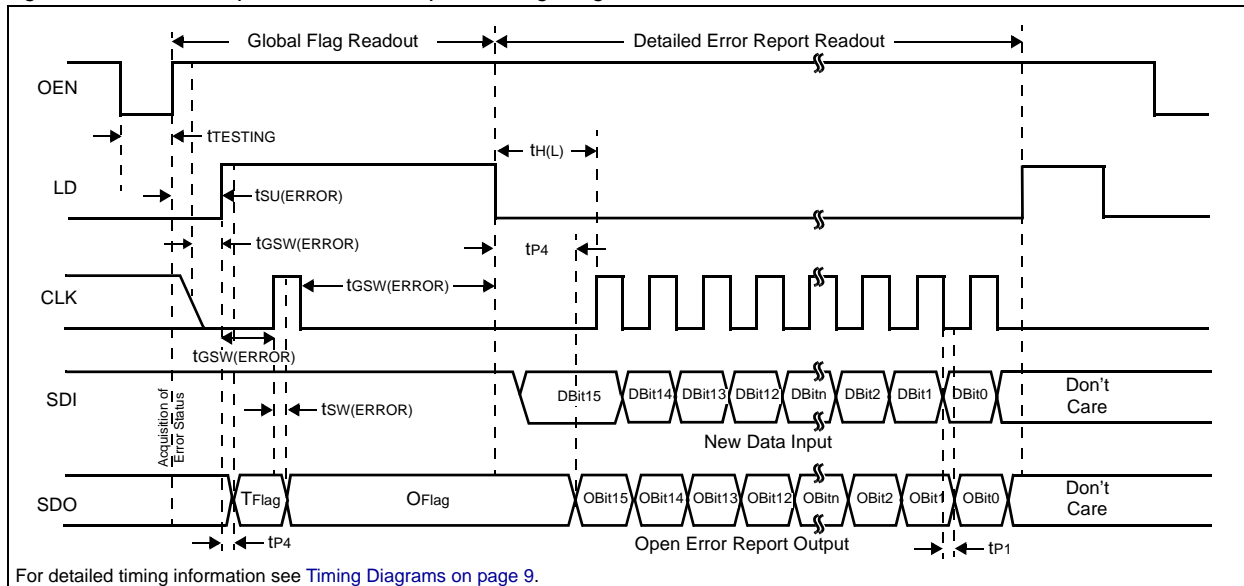 Global Flag Readout
Detailed Error Report Readout
OEN
tTESTING
tH(L)
LD
tSU(ERROR)
tGSW(ERROR)
tP4
CLK
tGSW(ERROR)
tGSW(ERROR)
SDI
DBit15 DBit14 DBit13 DBit12 DBitn DBit2 DBit1 DBit0
Don't
Care
Acquisition of
Error Status
tSW(ERROR)
New Data Input
SDO
TFlag
OFlag
OBit15 OBit14 OBit13 OBit12 OBitn OBit2 OBit1 OBit0
Don't
Care
tP4
Open Error Report Output
tP1
For detailed timing information see Timing Diagrams on page 9.